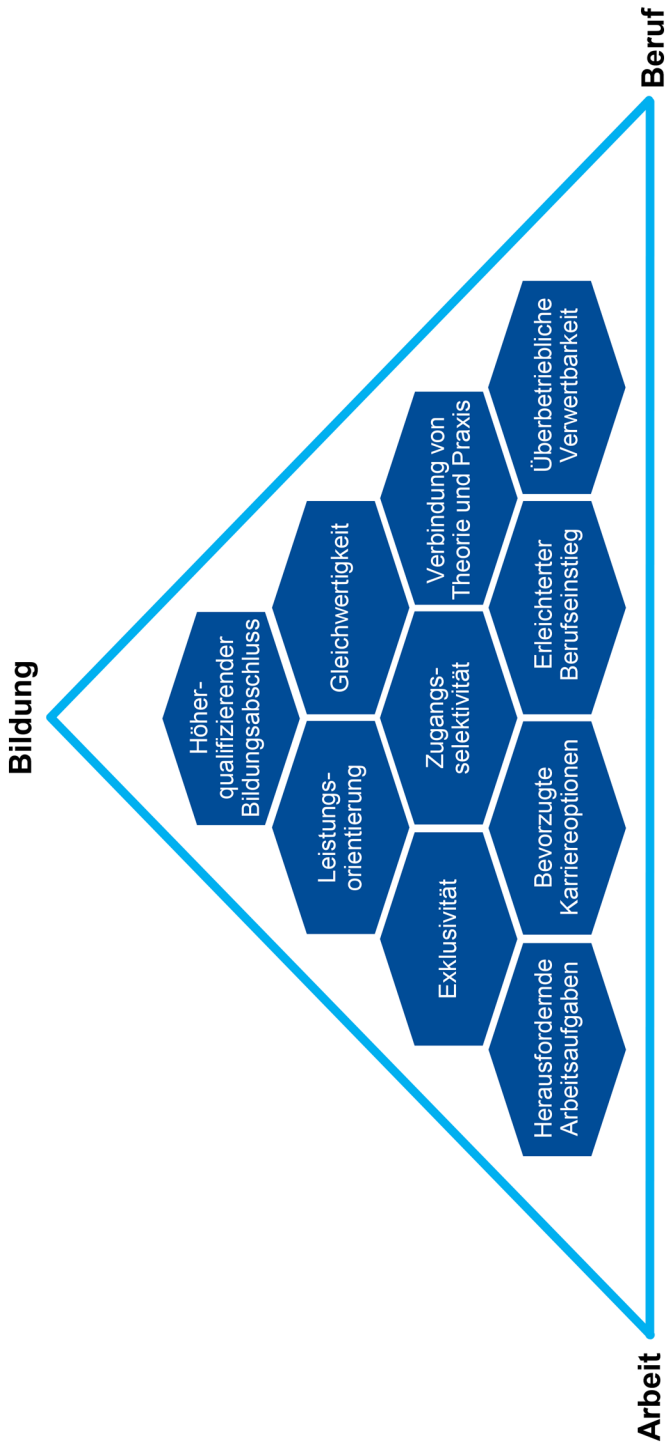 Bildung
Höher-
qualifizierender
Bildungsabschluss
Leistungs-
orientierung
Gleichwertigkeit
Exklusivität
Zugangs-
selektivität
Verbindung von
Theorie und Praxis
Herausfordernde
Arbeitsaufgaben
Bevorzugte
Karriereoptionen
Erleichterter
Berufseinstieg
Überbetriebliche
Verwertbarkeit
Arbeit
Beruf